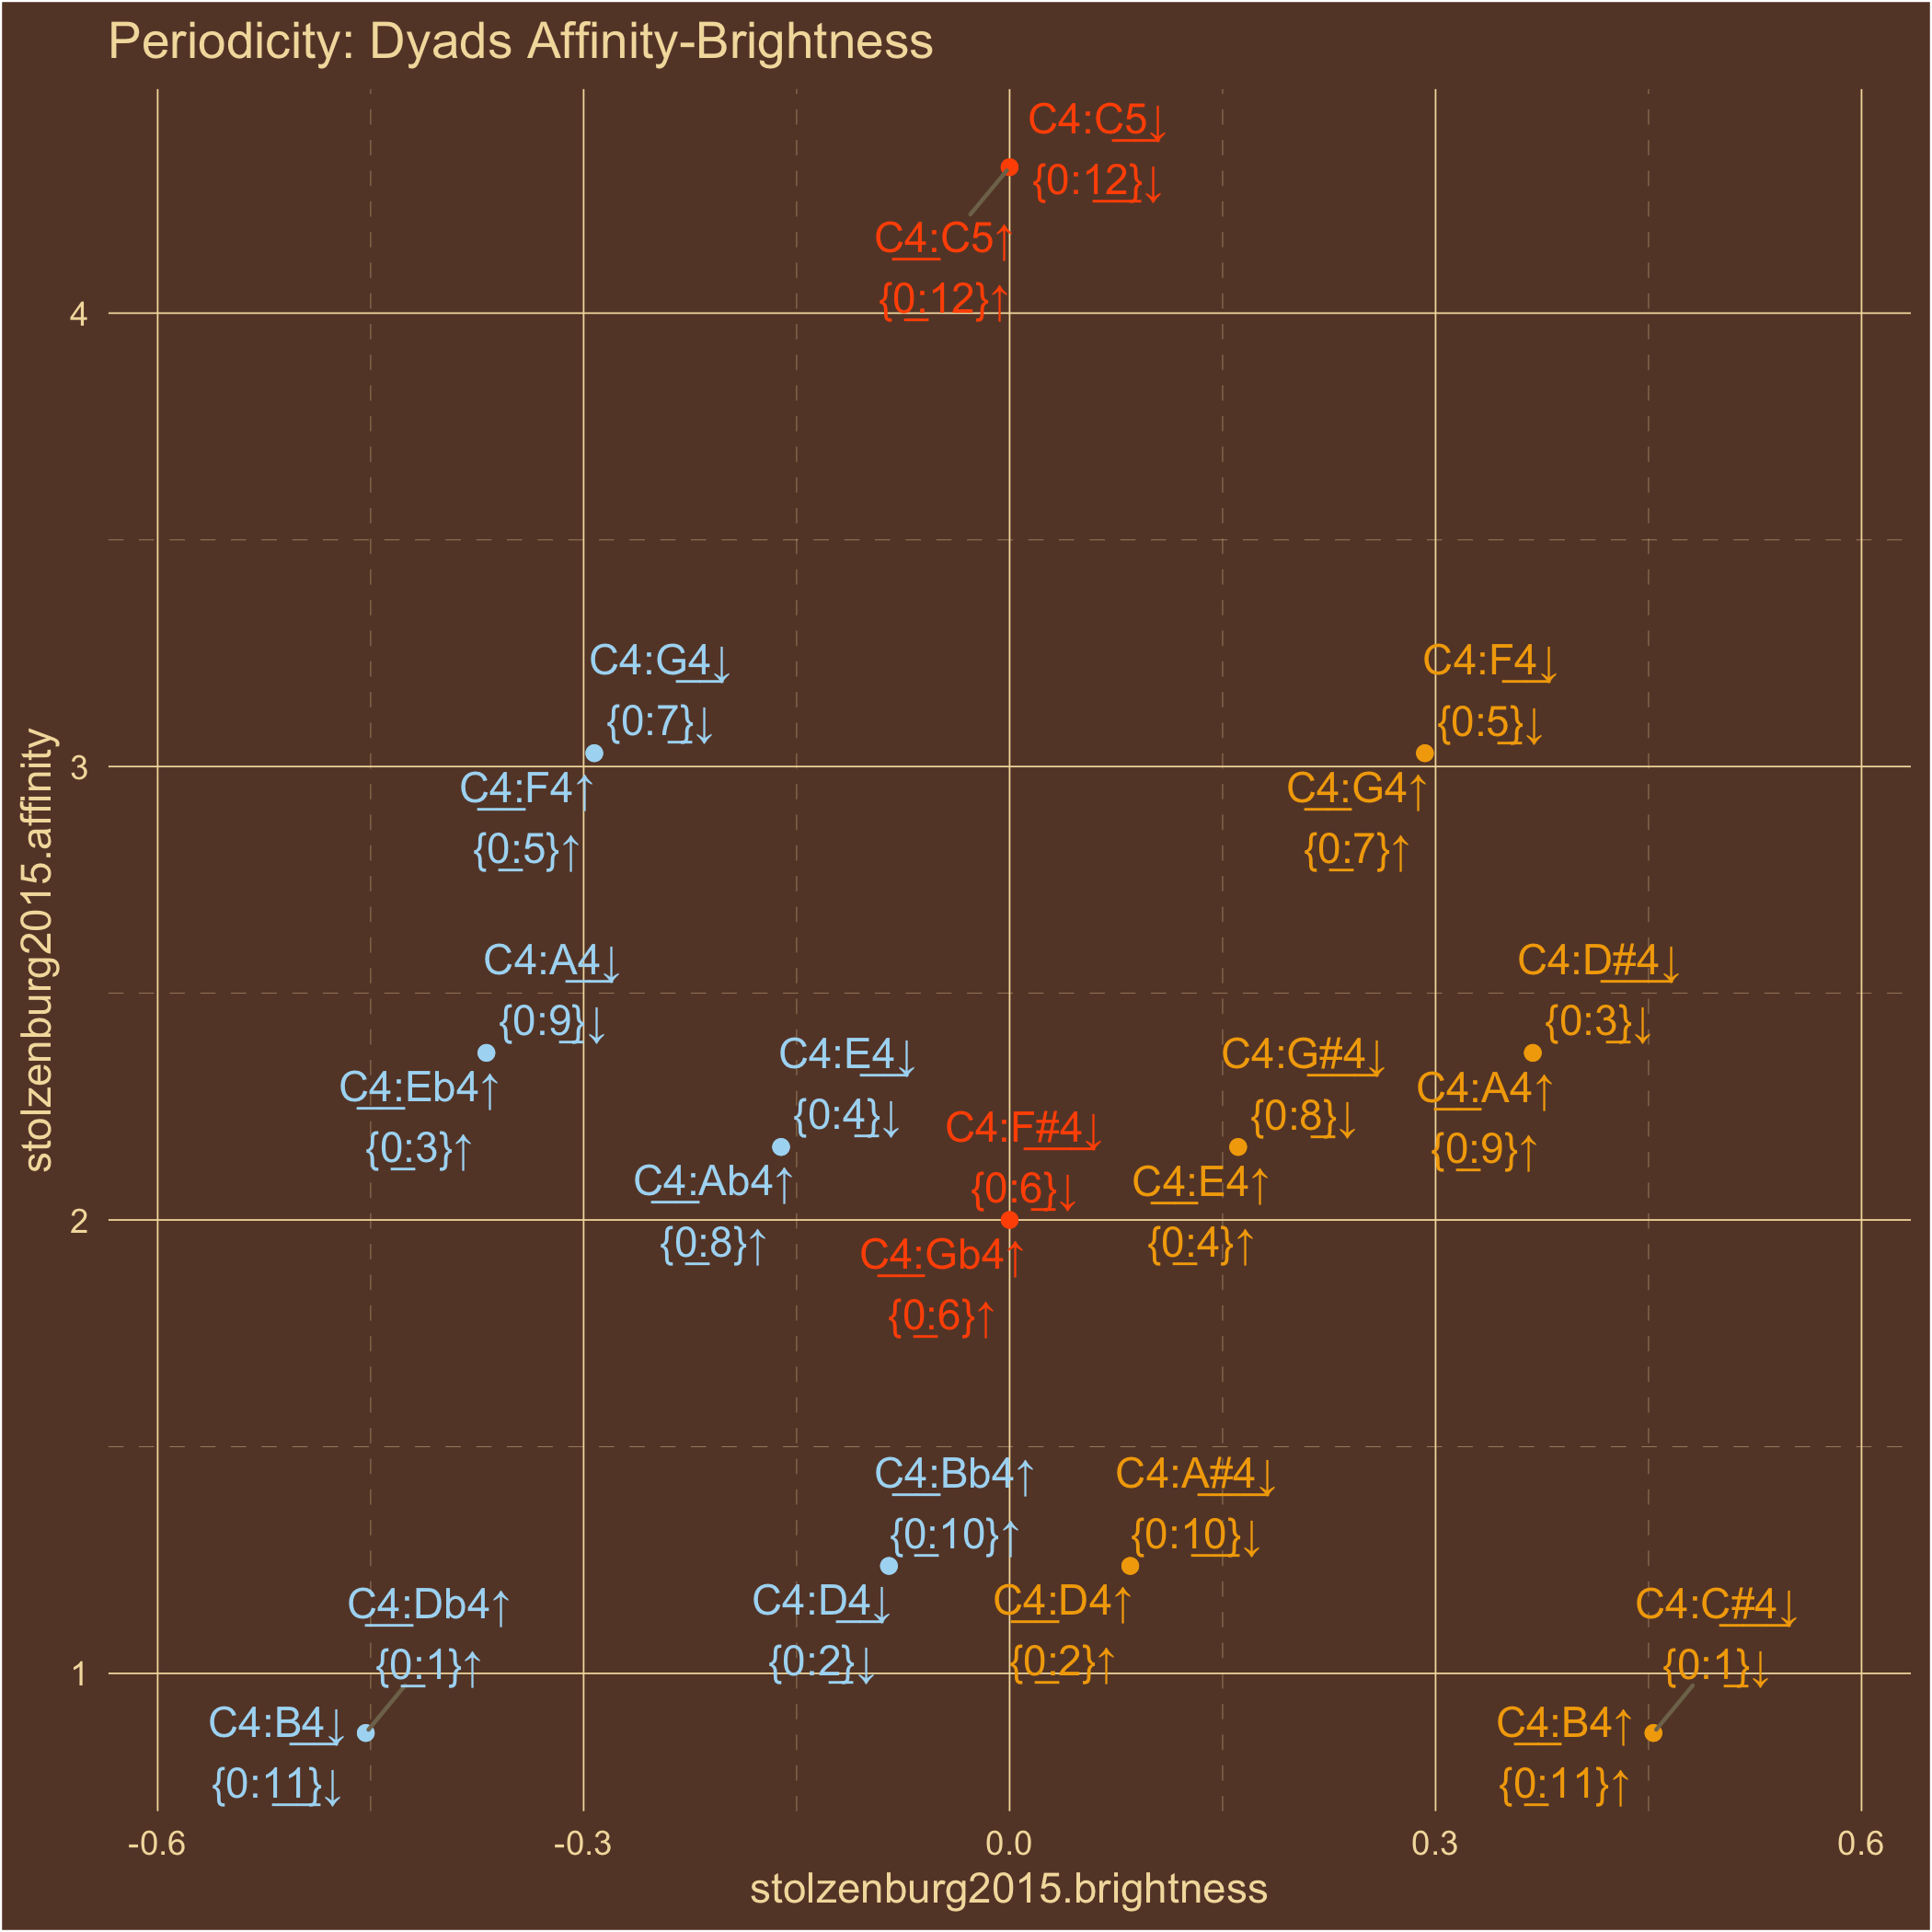 Periodicity: Dyads Affinity-Brightness
C4:C5↓
{0:12}↓
C4:C5↑
{0:12}↑
4
C4:G4↓
{0:7}↓
C4:F4↓
{0:5}↓
3
C4:F4↑
{0:5}↑
C4:G4↑
{0:7}↑
C4:A4↓
{0:9}↓
C4:D#4↓
{0:3}↓
C4:E4↓
{0:4}↓
C4:G#4↓
{0:8}↓
C4:Eb4↑
{0:3}↑
C4:A4↑
{0:9}↑
C4:F#4↓
{0:6}↓
C4:Ab4↑
{0:8}↑
C4:E4↑
{0:4}↑
2
C4:Gb4↑
{0:6}↑
C4:Bb4↑
{0:10}↑
C4:A#4↓
{0:10}↓
C4:D4↓
{0:2}↓
C4:D4↑
{0:2}↑
C4:Db4↑
{0:1}↑
C4:C#4↓
{0:1}↓
1
C4:B4↓
{0:11}↓
C4:B4↑
{0:11}↑
-0.6
-0.3
0.0
0.3
0.6
stolzenburg2015.brightness
stolzenburg2015.affinity